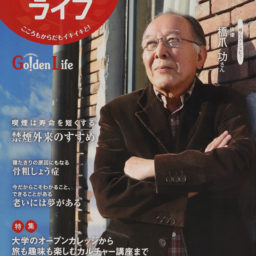 ライフ
こころもからだもイキイキと!
Golden Life
橋爪 功さん
喫煙は寿命を短くする
禁煙外来のすすめ
寝たきりの原因にもなる
骨粗しょう症
今だからこそわかること、
できることがある
老いには夢がある
特集
大学のオープンカレッジから
旅も趣味も楽しむカルチャー講座まで